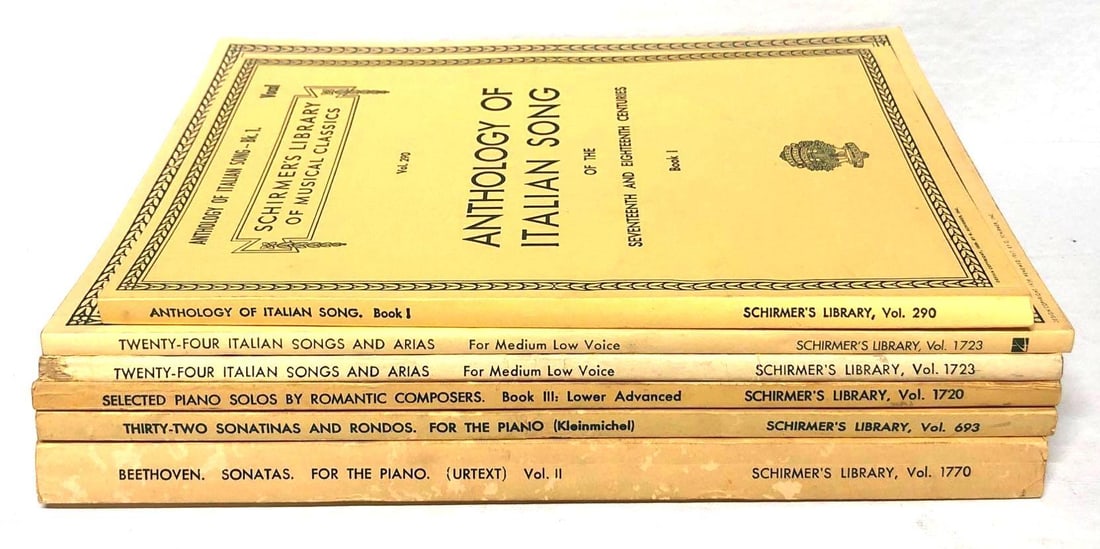 ANTHOLOGY OF ITALIAN SONG—Bk. I.
Vocal
SCHIRMER'S LIBRARY
OF MUSICAL CLASSICS
Vol. 290
ANTHOLOGY OF
ITALIAN SONG
OF THE
SEVENTEENTH AND EIGHTEENTH CENTURIES
Book I
ANTHOLOGY OF ITALIAN SONG. Book I SCHIRMER'S LIBRARY, Vol. 290
TWENTY-FOUR ITALIAN SONGS AND ARIAS For Medium Low Voice SCHIRMER'S LIBRARY, Vol. 1723
TWENTY-FOUR ITALIAN SONGS AND ARIAS For Medium Low Voice SCHIRMER'S LIBRARY, Vol. 1723
SELECTED PIANO SOLOS BY ROMANTIC COMPOSERS. Book III: Lower Advanced SCHIRMER'S LIBRARY, Vol. 1720
THIRTY-TWO SONATINAS AND RONDOS. FOR THE PIANO (Kleinmichel) SCHIRMER'S LIBRARY, Vol. 693
BEETHOVEN. SONATAS. FOR THE PIANO. (URTEXT) Vol. II SCHIRMER'S LIBRARY, Vol. 1770